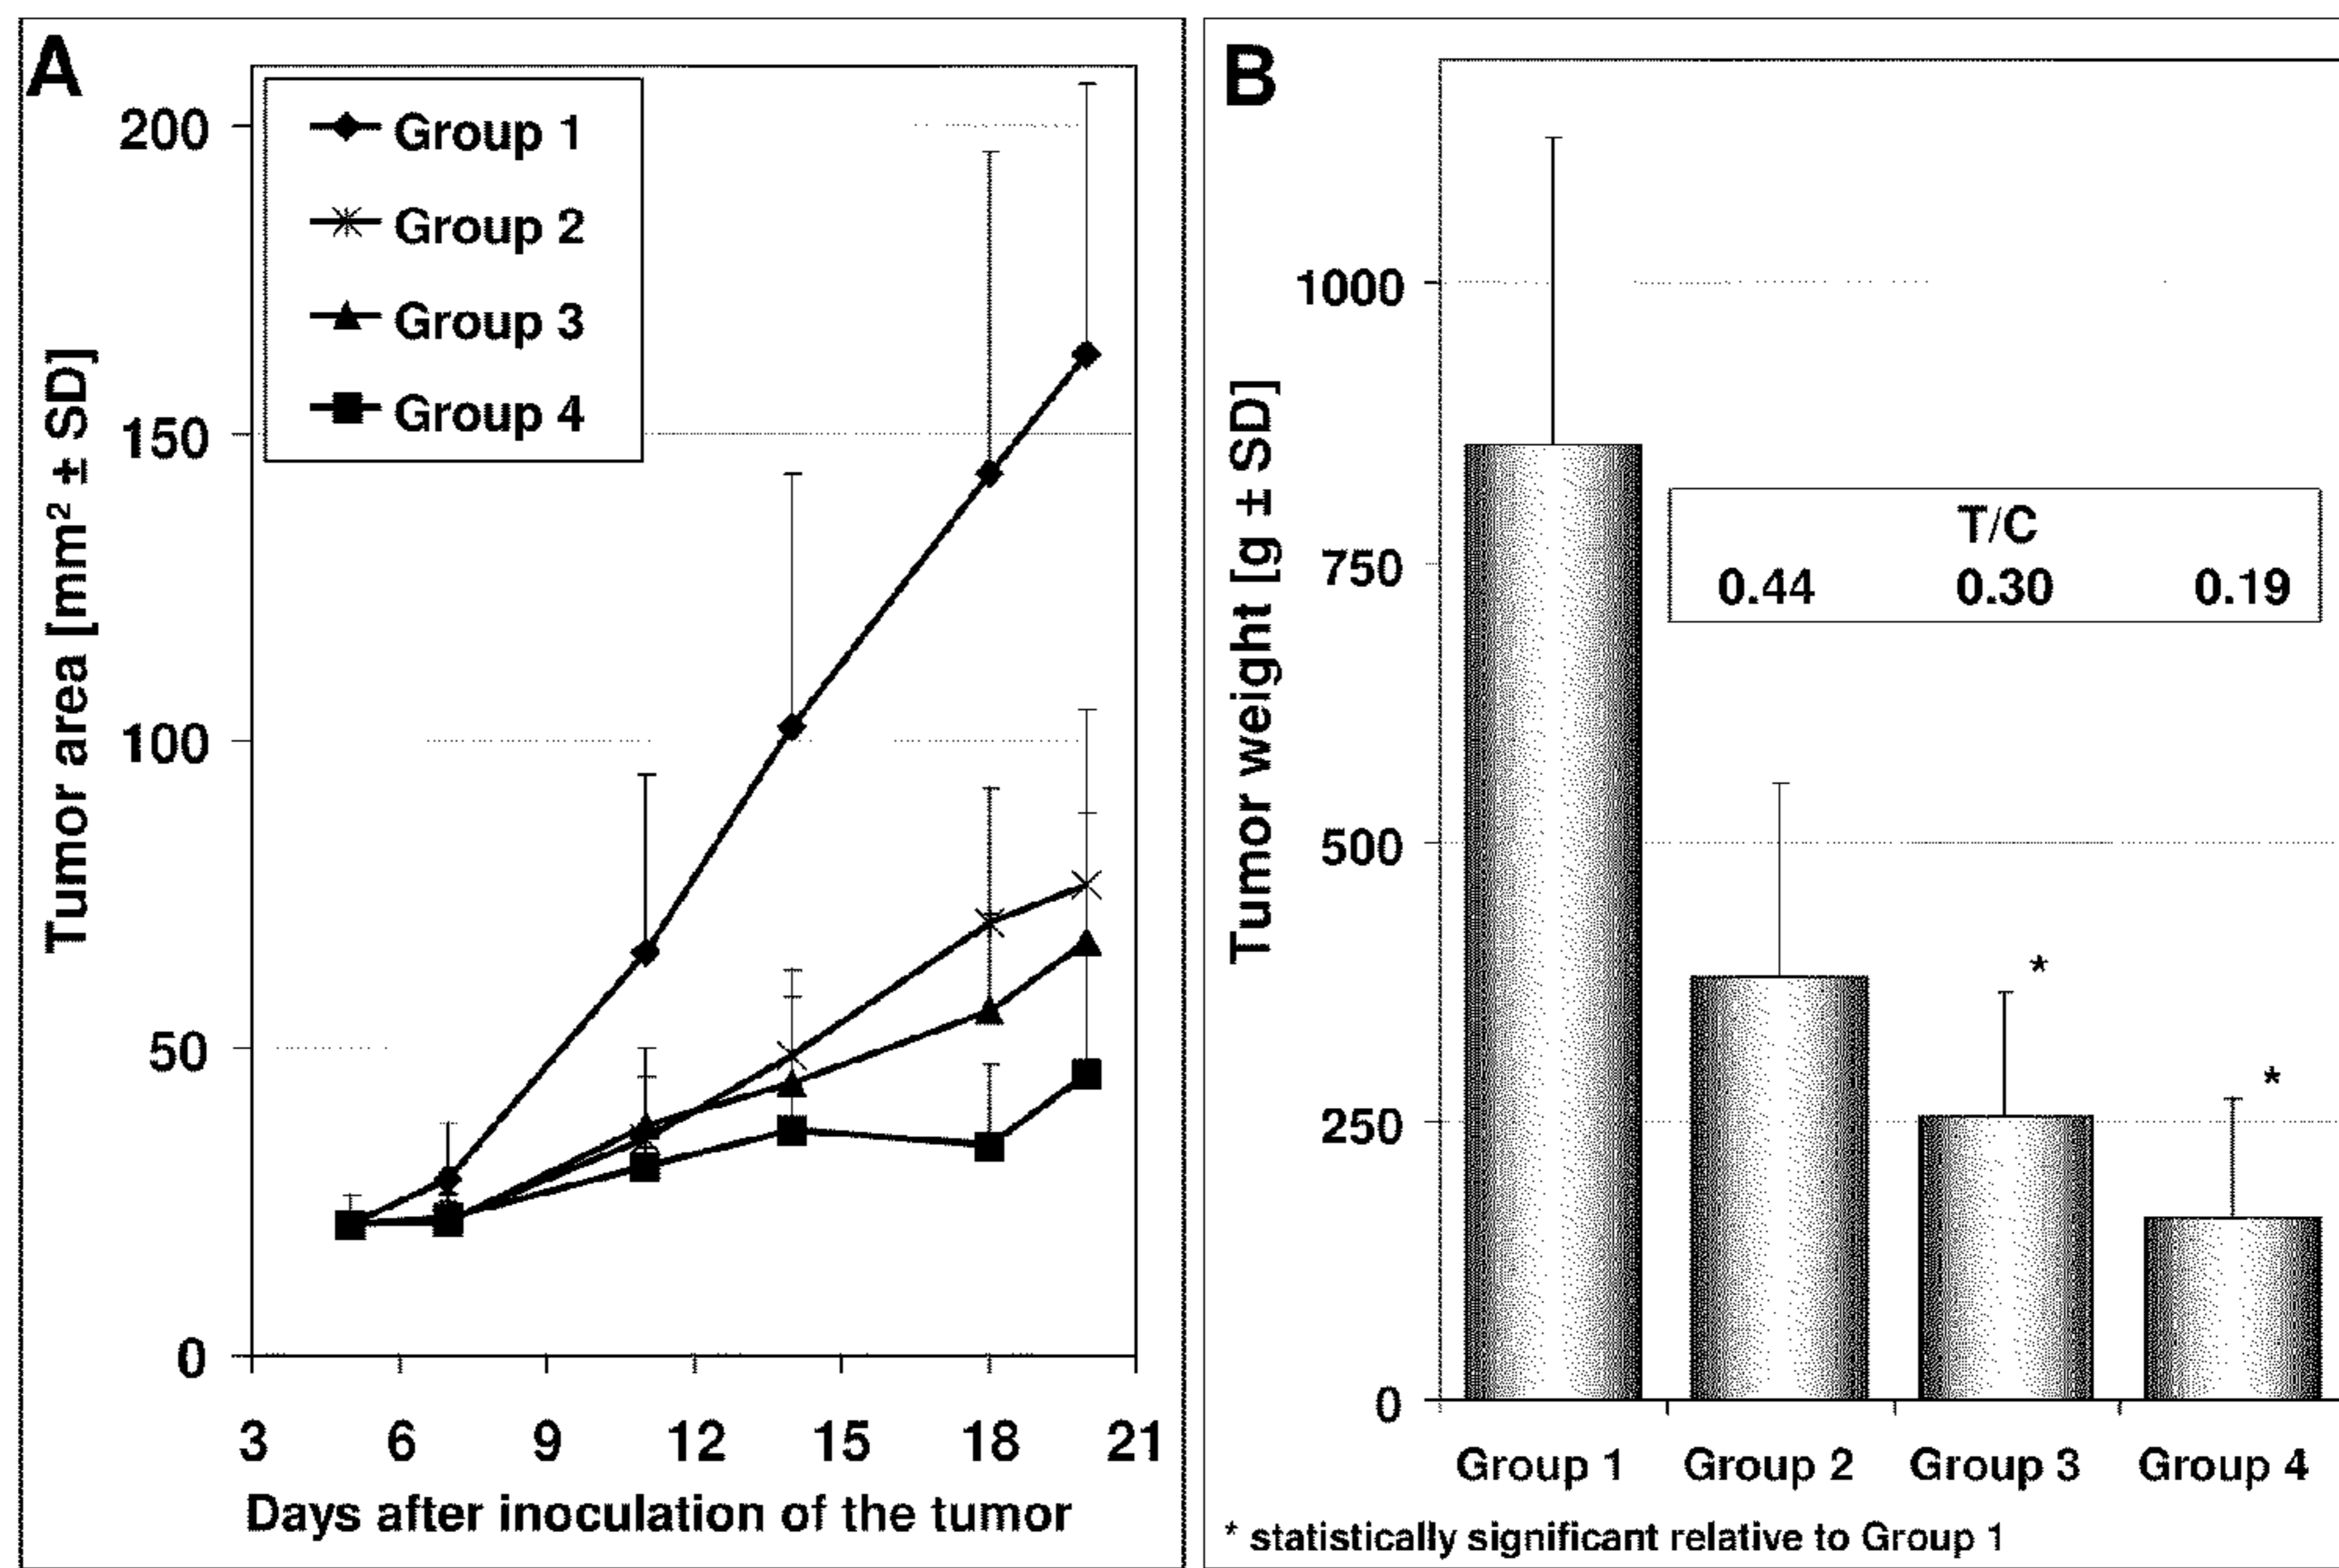 A
200
150
100
50
0
Tumor area [mm² ± SD]
Group 1
Group 2
Group 3
Group 4
3 6 9 12 15 18 21
Days after inoculation of the tumor
B
1000
750
500
250
0
Tumor weight [g ± SD]
T/C
0.44 0.30 0.19
*
*
Group 1 Group 2 Group 3 Group 4
* statistically significant relative to Group 1